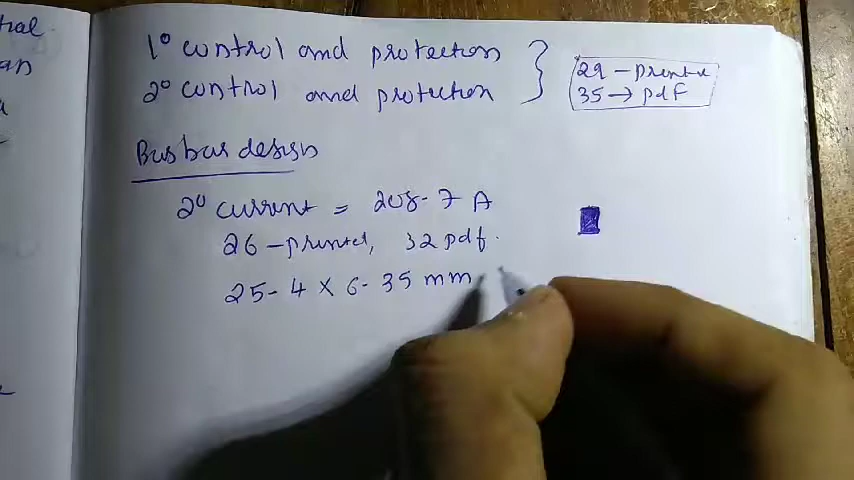 1° control and protection
2° control and protection
29 - printed
35 → pdf
Busbar design
2° current = 208.7 A
26 - printed, 32 pdf.
25.4 X 6.35 mm